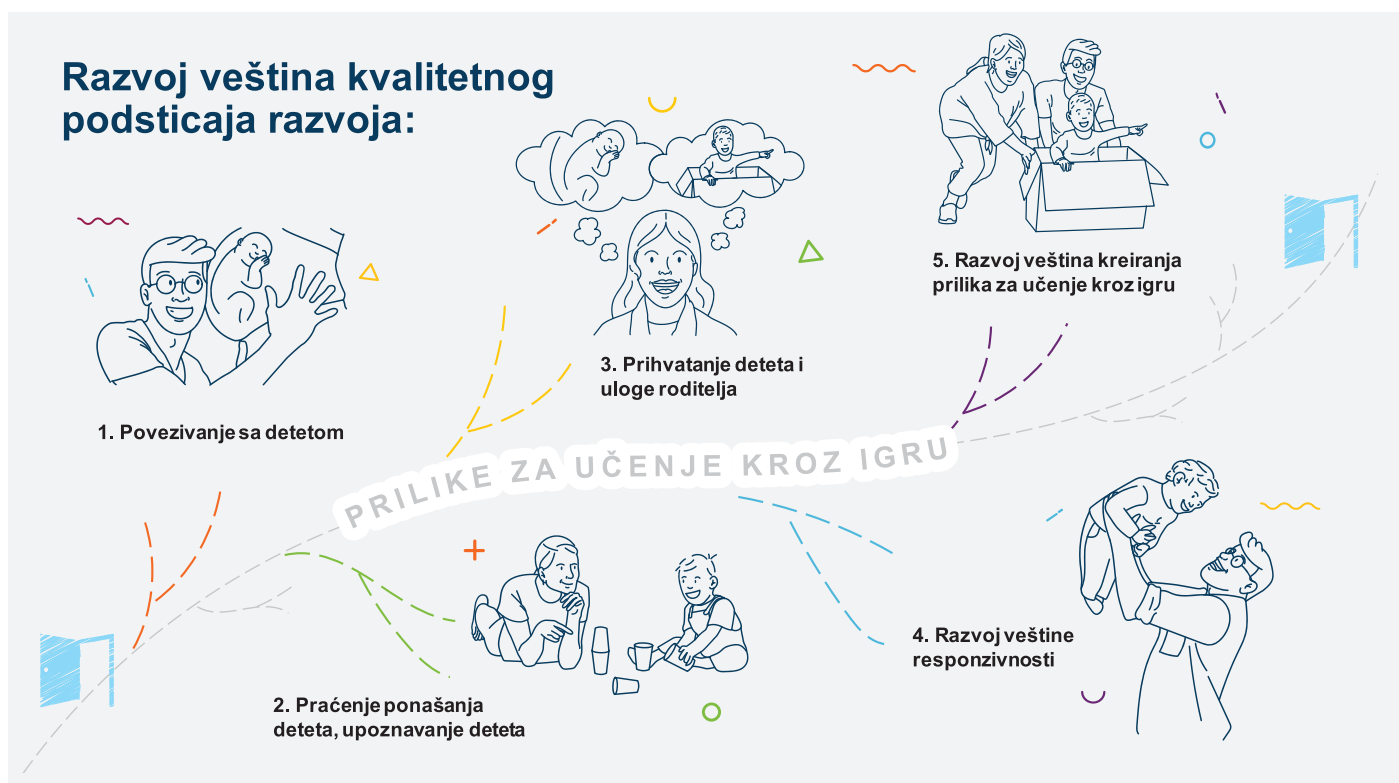 Razvoj veština kvalitetnog
podsticaja razvoja:
1. Povezivanje sa detetom
2. Praćenje ponašanja
deteta, upoznavanje deteta
3. Prihvatanje deteta i
uloge roditelja
4. Razvoj veštine
responzivnosti
5. Razvoj veština kreiranja
prilika za učenje kroz igru
PRILIKE ZA UČENJE KROZ IGRU